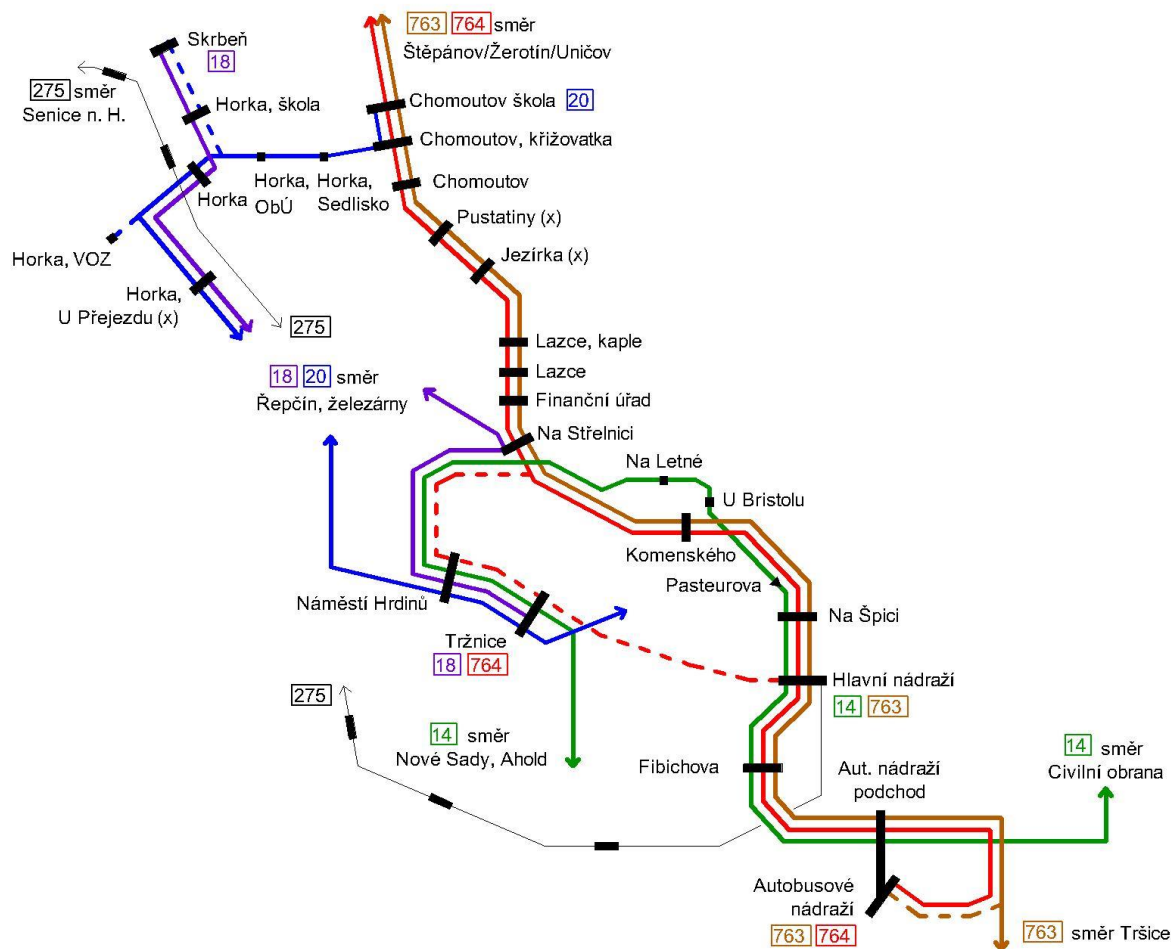 763 764 směr
Štěpánov/Žerotín/Uničov
Skrbeň
18
275 směr
Senice n. H.
Horka, škola
Chomoutov škola 20
Chomoutov, křižovatka
Horka
Horka,
ObÚ
Horka,
Sedlisko
Chomoutov
Pustatiny (x)
Horka, VOZ
Jezírka (x)
Horka,
U Přejezdu (x)
275
Lazce, kaple
Lazce
Finanční úřad
18 20 směr
Řepčín, železárny
Na Střelnici
Na Letné
U Bristolu
Komenského
Pasteurova
Náměstí Hrdinů
Na Špici
Tržnice
18 764
Hlavní nádraží
14 763
275
14 směr
Nové Sady, Ahold
Fibichova
Aut. nádraží
podchod
14 směr
Civilní obrana
Autobusové
nádraží
763 764
763 směr Tršice